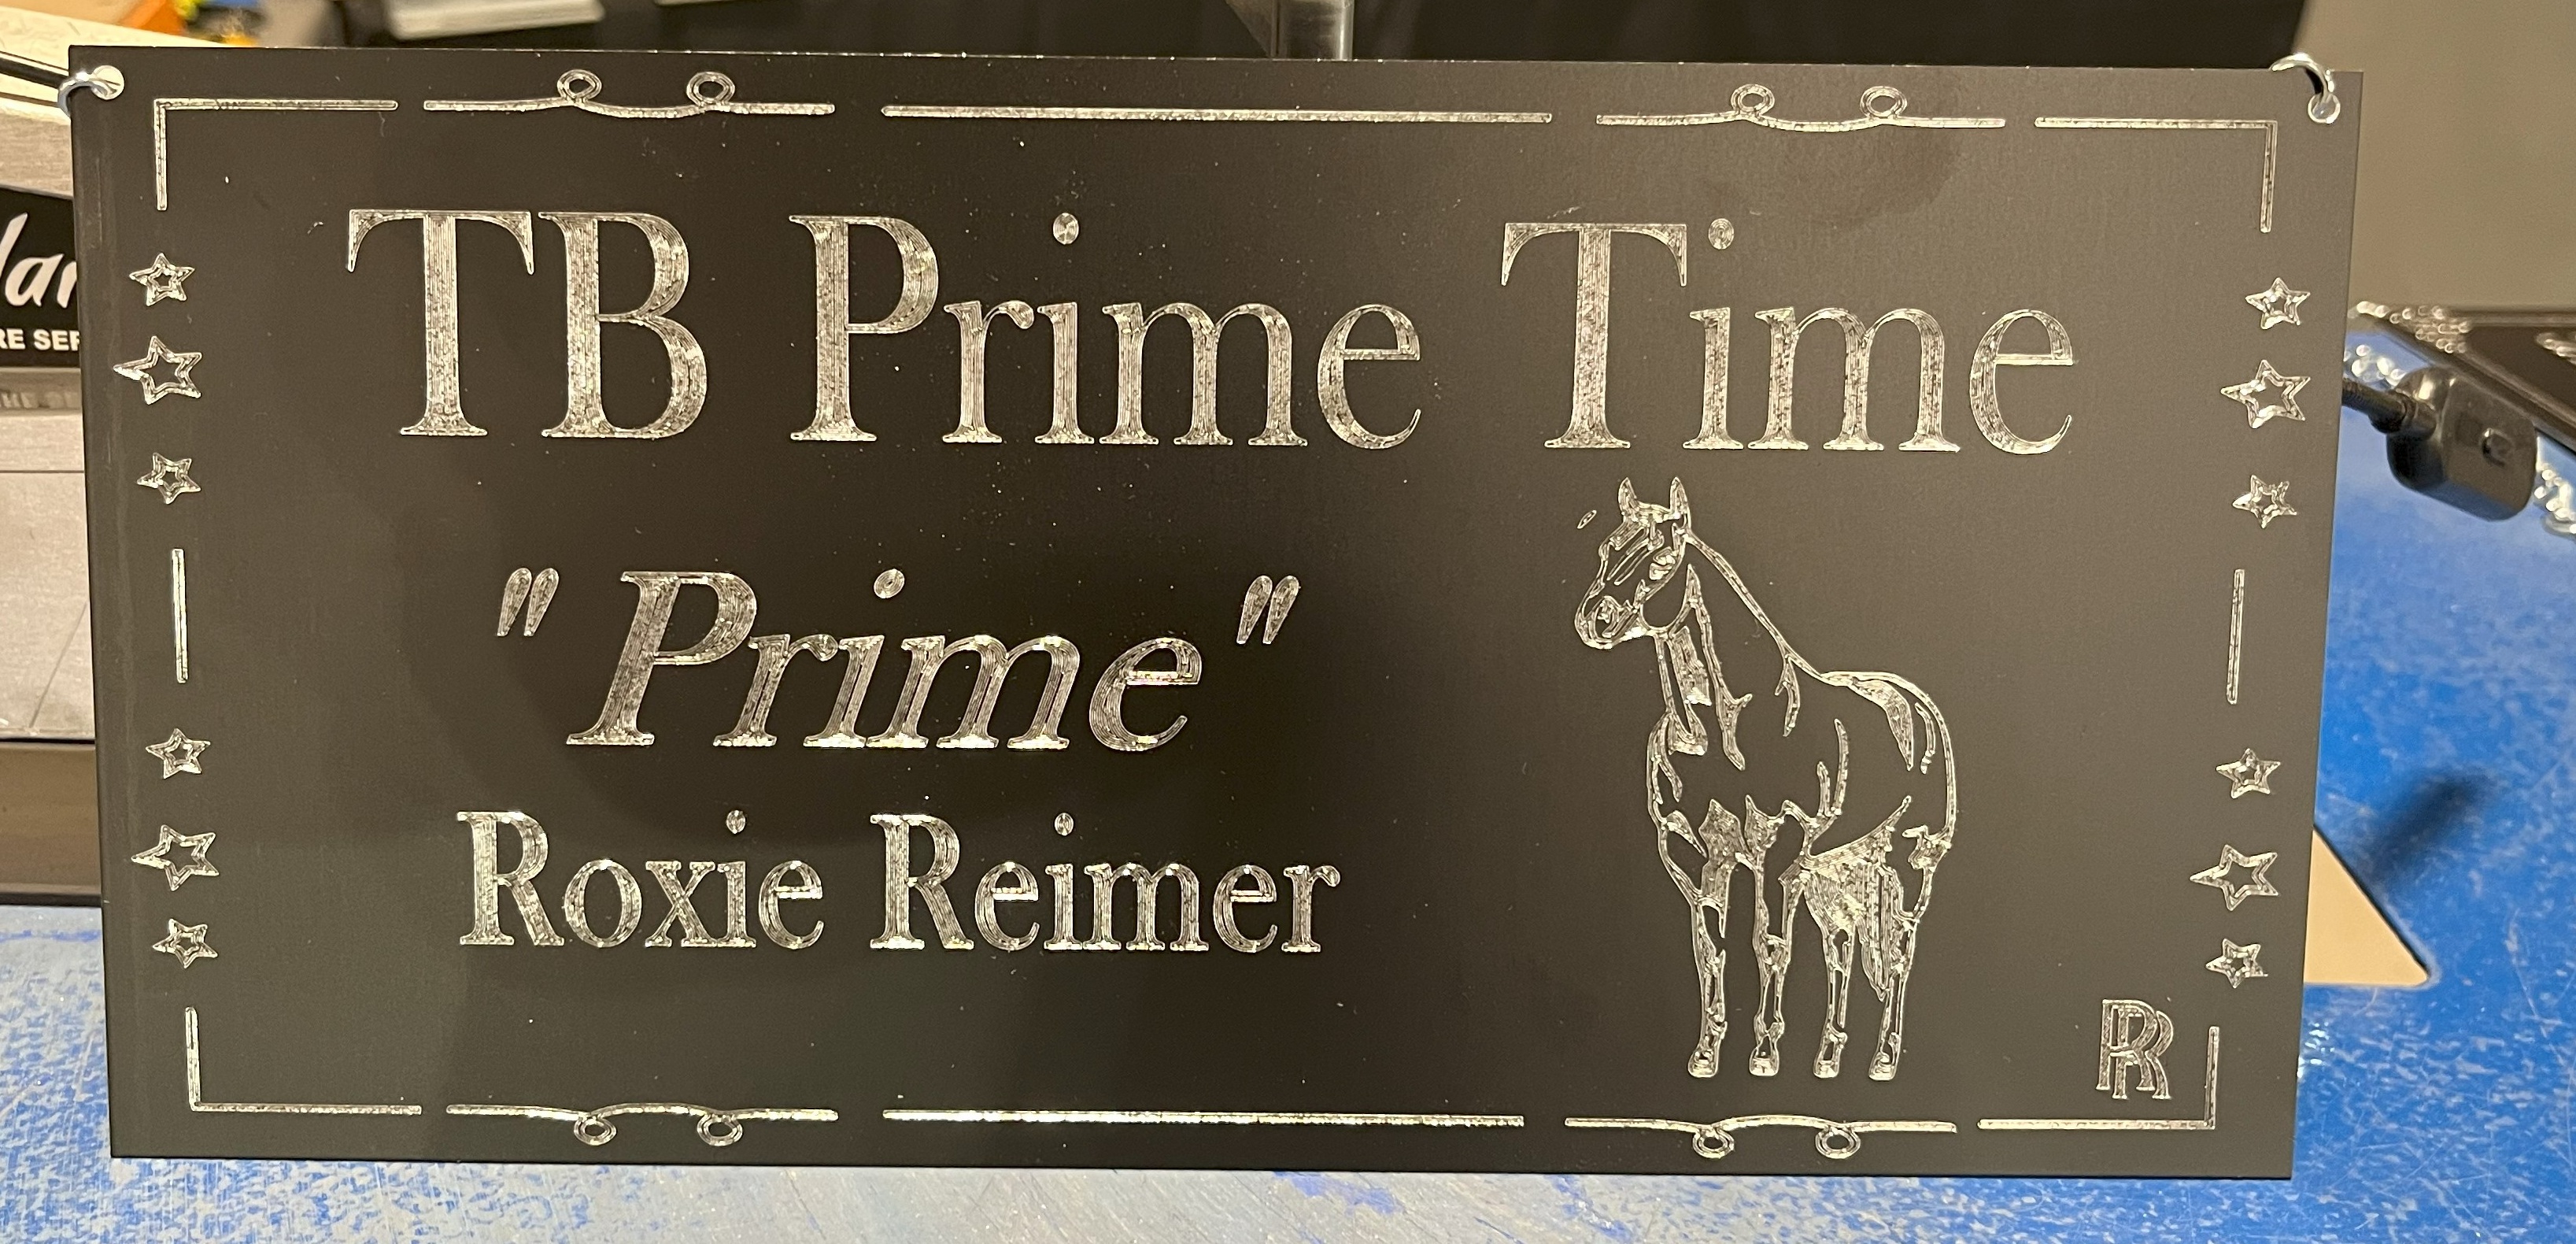 TB Prime Time
"Prime"
Roxie Reimer
RR